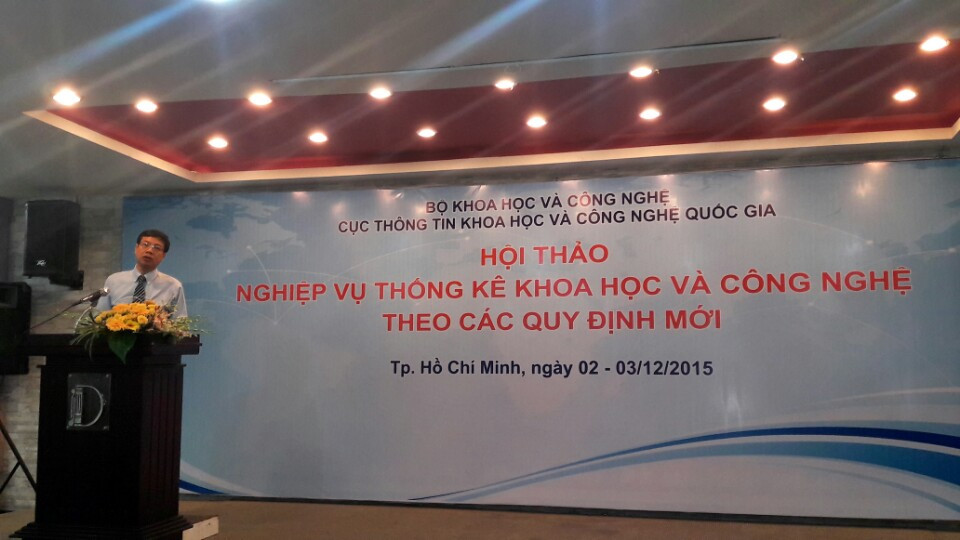 BỘ KHOA HỌC VÀ CÔNG NGHỆ
CỤC THÔNG TIN KHOA HỌC VÀ CÔNG NGHỆ QUỐC GIA
HỘI THẢO
NGHIỆP VỤ THỐNG KÊ KHOA HỌC VÀ CÔNG NGHỆ
THEO CÁC QUY ĐỊNH MỚI
Tp. Hồ Chí Minh, ngày 02 - 03/12/2015